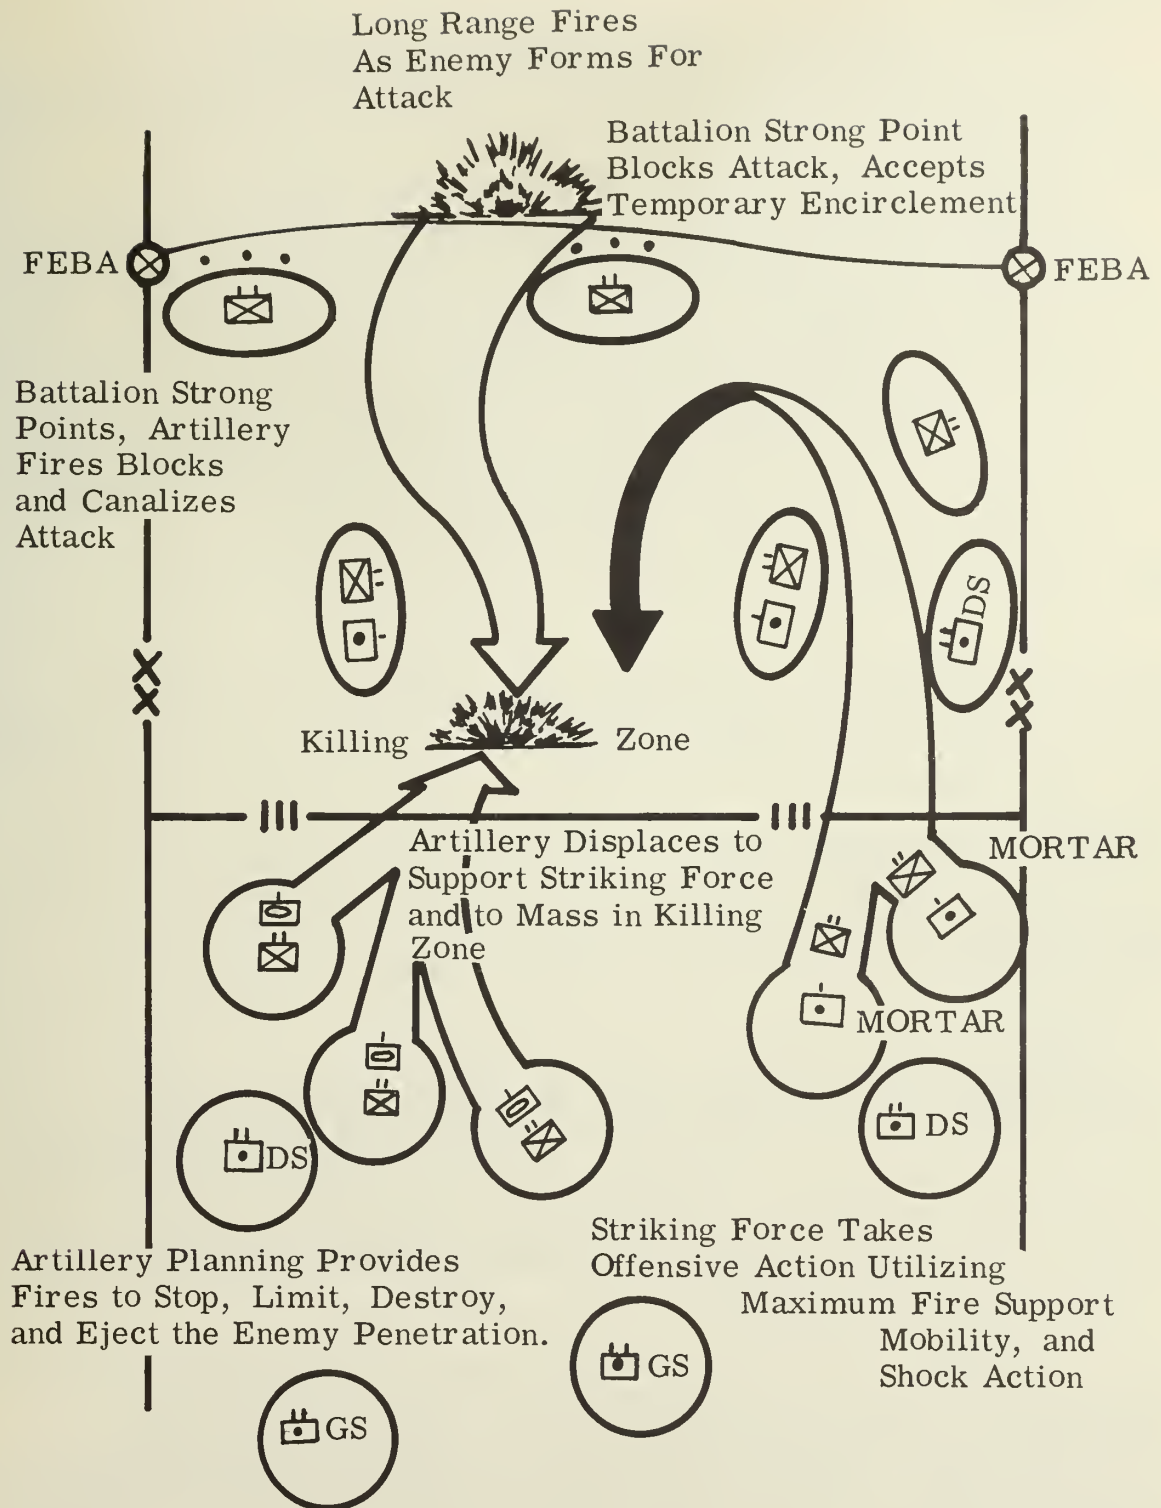 Long Range Fires
As Enemy Forms For
Attack
Battalion Strong Point
Blocks Attack, Accepts
Temporary Encirclement
FEBA
FEBA
Battalion Strong
Points, Artillery
Fires Blocks
and Canalizes
Attack
DS
Killing Zone
Artillery Displaces to
Support Striking Force
and to Mass in Killing
Zone
MORTAR
MORTAR
DS
DS
Artillery Planning Provides
Fires to Stop, Limit, Destroy,
and Eject the Enemy Penetration.
Striking Force Takes
Offensive Action Utilizing
Maximum Fire Support
Mobility, and
Shock Action
GS
GS